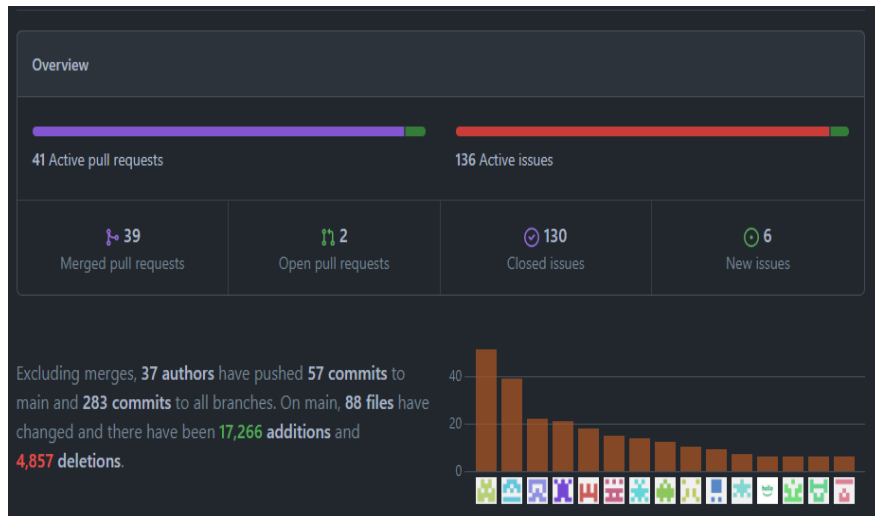 Overview
41 Active pull requests
136 Active issues
39
Merged pull requests
2
Open pull requests
130
Closed issues
6
New issues
Excluding merges, 37 authors have pushed 57 commits to
main and 283 commits to all branches. On main, 88 files have
changed and there have been 17,266 additions and
4,857 deletions.
40
20
0